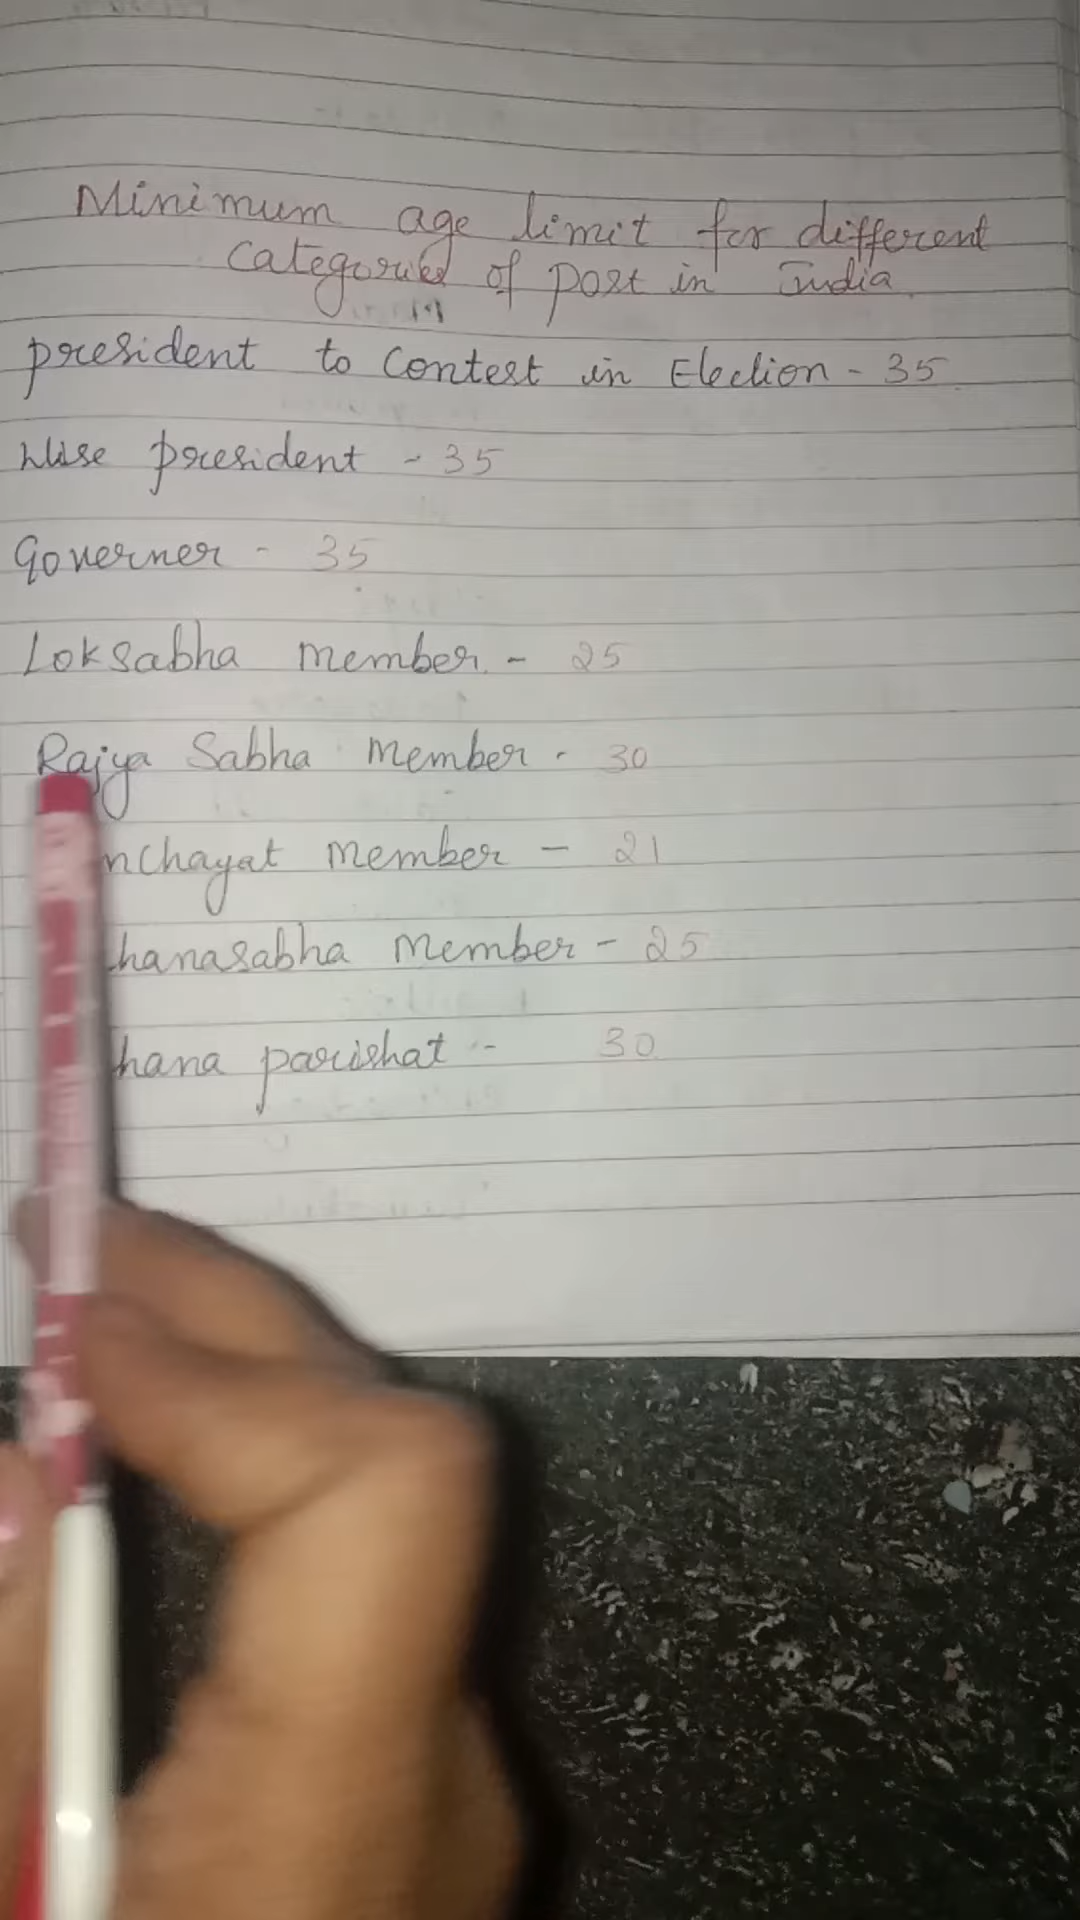 Minimum age limit for different
categories of post in India
president to Contest in Election - 35
president - 35
Governer - 35
Loksabha member - 25
Rajya Sabha member - 30
nchayat member - 21
hanasabha member - 25
hana parishat - 30